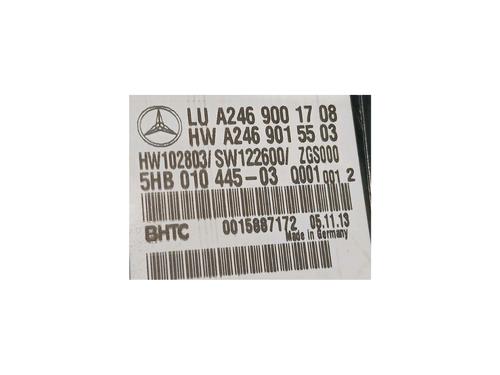 LU A246 900 17 08
HW A246 901 55 03
HW102803/ SW122600/ ZGS000
5HB 010 445-03 Q001 001 2
BHTC 0015887172 05.11.13
Made in Germany